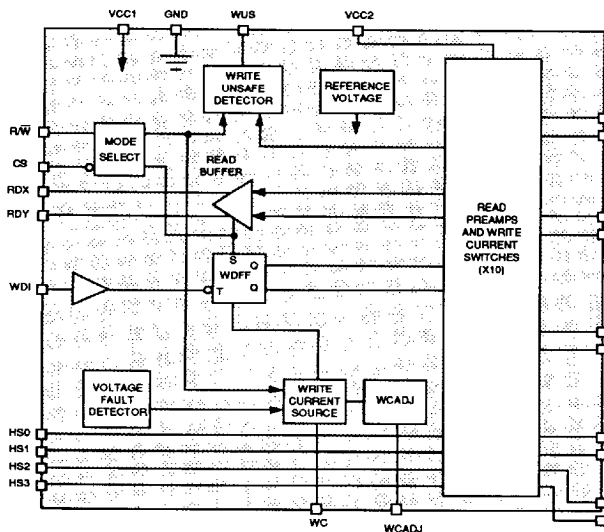 VCC1 GND WUS VCC2
WRITE
UNSAFE
DETECTOR
REFERENCE
VOLTAGE
R/W̅
MODE
SELECT
CS
READ
BUFFER
RDX
RDY
READ
PREAMPS
AND WRITE
CURRENT
SWITCHES
(X10)
S
WDFF
Q
Q
T
WDI
VOLTAGE
FAULT
DETECTOR
WRITE
CURRENT
SOURCE
WCADJ
HS0
HS1
HS2
HS3
WC
WCADJ